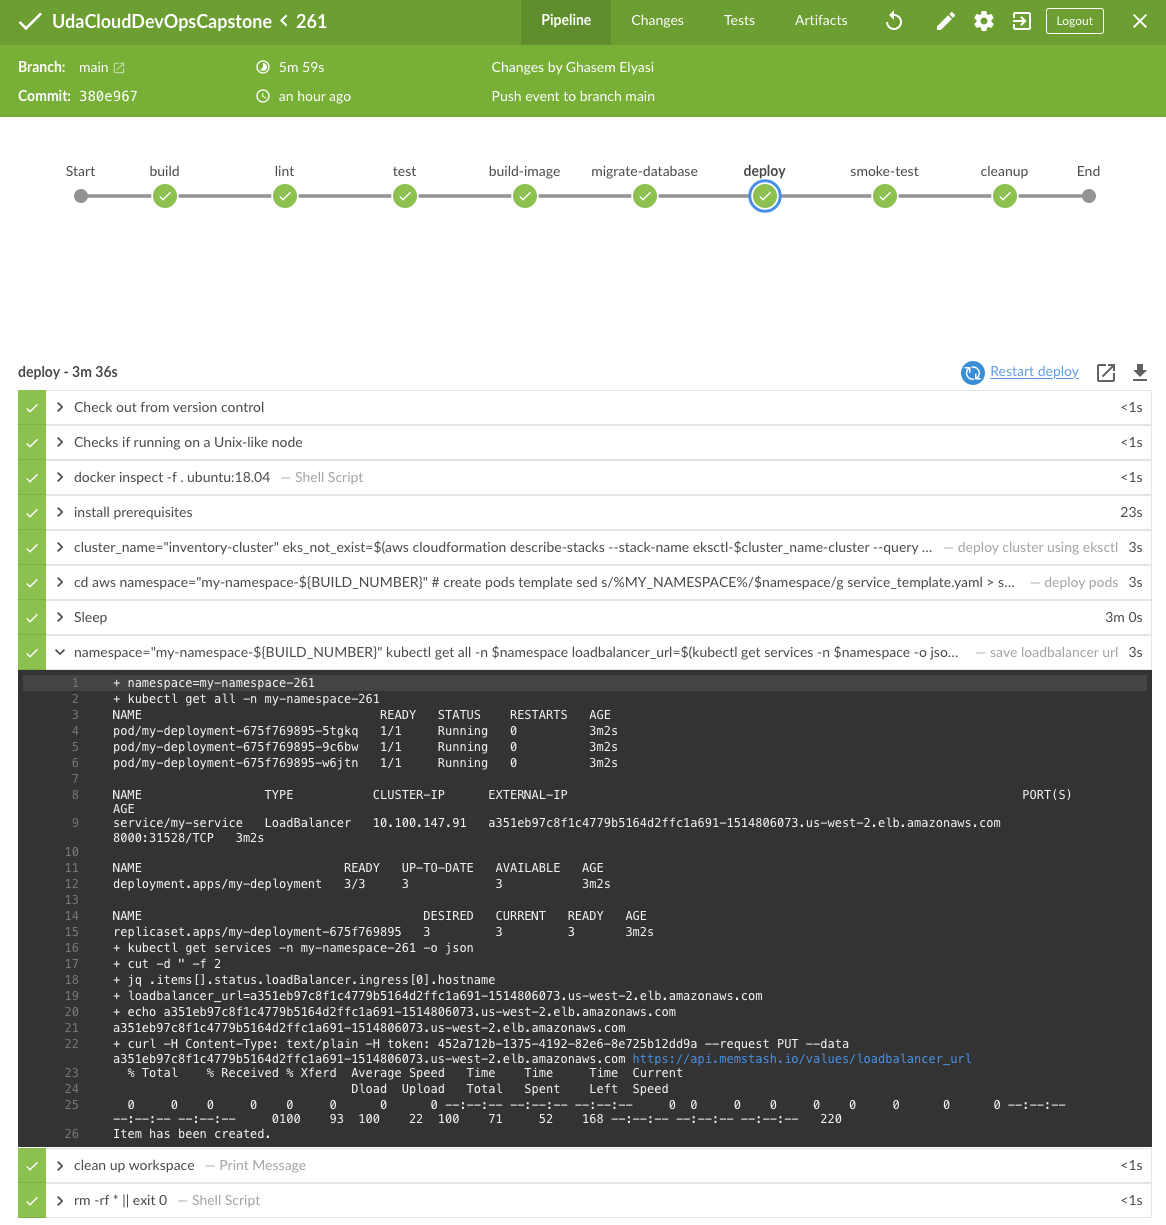 UdaCloudDevOpsCapstone < 261
Pipeline Changes Tests Artifacts Logout
Branch: main 5m 59s Changes by Ghasem Elyasi
Commit: 380e967 an hour ago Push event to branch main
Start build lint test build-image migrate-database deploy smoke-test cleanup End
deploy - 3m 36s Restart deploy
Check out from version control <1s
Checks if running on a Unix-like node <1s
docker inspect -f . ubuntu:18.04 — Shell Script <1s
install prerequisites 23s
cluster_name="inventory-cluster" eks_not_exist=$(aws cloudformation describe-stacks --stack-name eksctl-$cluster_name-cluster --query ... — deploy cluster using eksctl 3s
cd aws namespace="my-namespace-${BUILD_NUMBER}" # create pods template sed s/%MY_NAMESPACE%/$namespace/g service_template.yaml > s... — deploy pods 3s
Sleep 3m 0s
namespace="my-namespace-${BUILD_NUMBER}" kubectl get all -n $namespace loadbalancer_url=$(kubectl get services -n $namespace -o jso... — save loadbalancer url 3s
1 + namespace=my-namespace-261
2 + kubectl get all -n my-namespace-261
3 NAME READY STATUS RESTARTS AGE
4 pod/my-deployment-675f769895-5tgkq 1/1 Running 0 3m2s
5 pod/my-deployment-675f769895-9c6bw 1/1 Running 0 3m2s
6 pod/my-deployment-675f769895-w6jtn 1/1 Running 0 3m2s
7
8 NAME TYPE CLUSTER-IP EXTERNAL-IP PORT(S)
AGE
9 service/my-service LoadBalancer 10.100.147.91 a351eb97c8f1c4779b5164d2ffc1a691-1514806073.us-west-2.elb.amazonaws.com
8000:31528/TCP 3m2s
10
11 NAME READY UP-TO-DATE AVAILABLE AGE
12 deployment.apps/my-deployment 3/3 3 3 3m2s
13
14 NAME DESIRED CURRENT READY AGE
15 replicaset.apps/my-deployment-675f769895 3 3 3 3m2s
16 + kubectl get services -n my-namespace-261 -o json
17 + cut -d " -f 2
18 + jq .items[].status.loadBalancer.ingress[0].hostname
19 + loadbalancer_url=a351eb97c8f1c4779b5164d2ffc1a691-1514806073.us-west-2.elb.amazonaws.com
20 + echo a351eb97c8f1c4779b5164d2ffc1a691-1514806073.us-west-2.elb.amazonaws.com
21 a351eb97c8f1c4779b5164d2ffc1a691-1514806073.us-west-2.elb.amazonaws.com
22 + curl -H Content-Type: text/plain -H token: 452a712b-1375-4192-82e6-8e725b12dd9a --request PUT --data
a351eb97c8f1c4779b5164d2ffc1a691-1514806073.us-west-2.elb.amazonaws.com https://api.memstash.io/values/loadbalancer_url
23 % Total % Received % Xferd Average Speed Time Time Time Current
24 Dload Upload Total Spent Left Speed
25 0 0 0 0 0 0 0 0 --:--:-- --:--:-- --:--:-- 0 0 0 0 0 0 0 0 0 --:--:--
--:--:-- --:--:-- 0100 93 100 22 100 71 52 168 --:--:-- --:--:-- --:--:-- 220
26 Item has been created.
clean up workspace — Print Message <1s
rm -rf * || exit 0 — Shell Script <1s